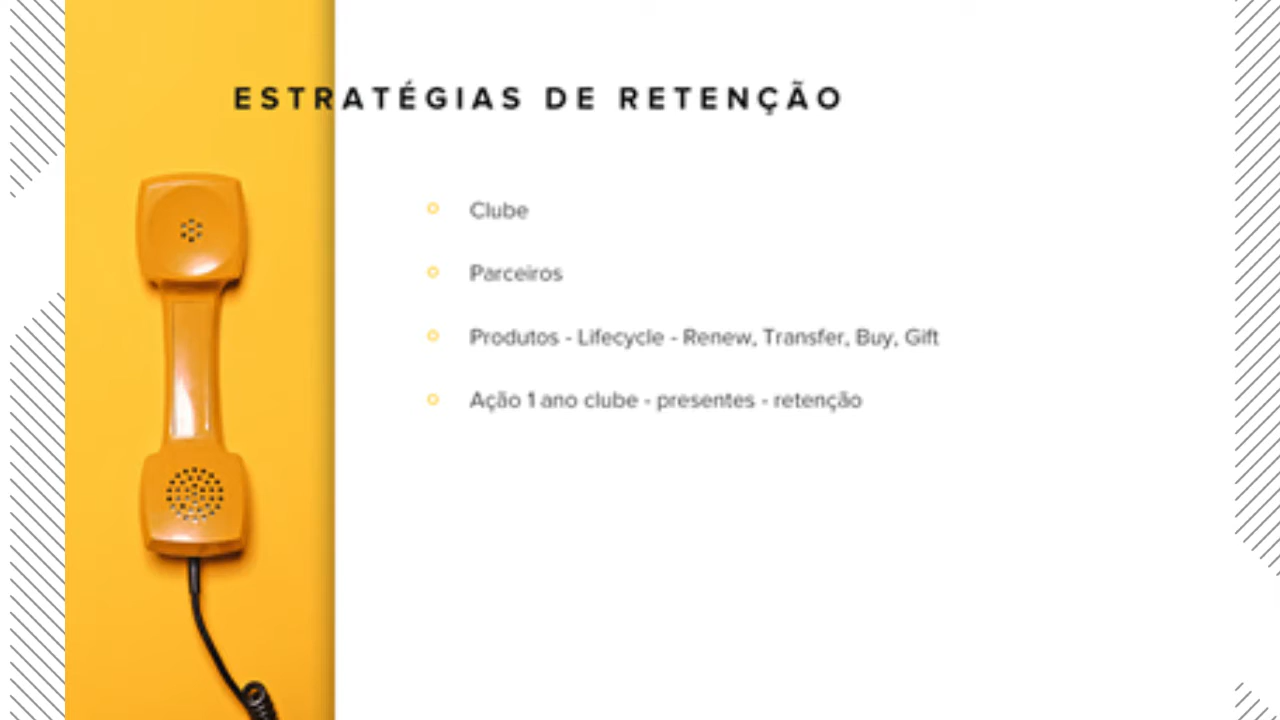 ESTRATÉGIAS DE RETENÇÃO
Clube
Parceiros
Produtos - Lifecycle - Renew, Transfer, Buy, Gift
Ação 1 ano clube - presentes - retenção